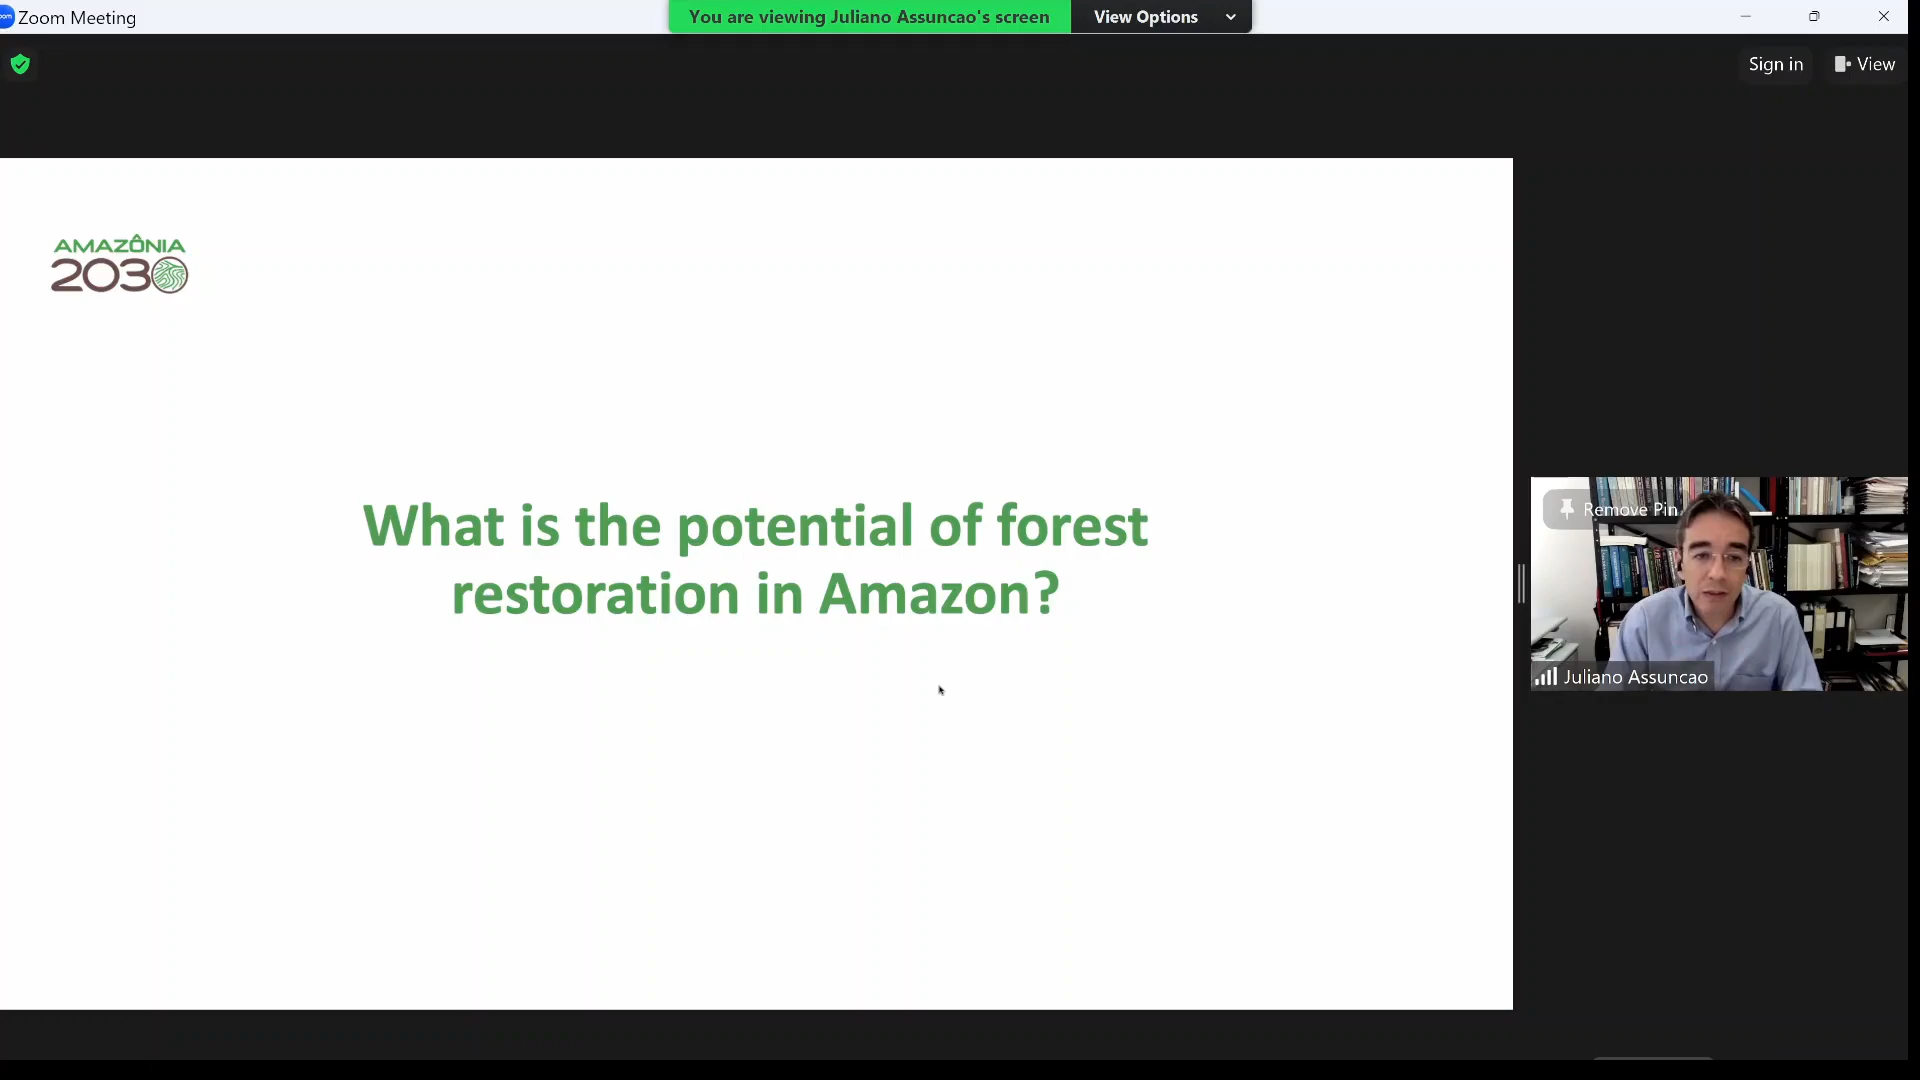 Zoom Meeting
You are viewing Juliano Assuncao's screen
View Options
Sign in
View
AMAZÔNIA
2030
What is the potential of forest
restoration in Amazon?
Remove Pin
Juliano Assuncao